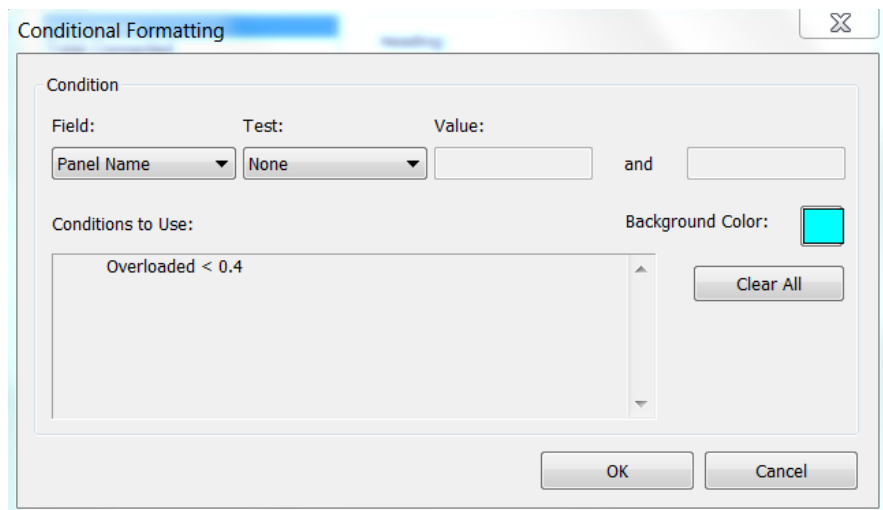 Conditional Formatting
Condition
Field: Test: Value:
Panel Name None and
Conditions to Use: Background Color:
Overloaded < 0.4
Clear All
OK Cancel